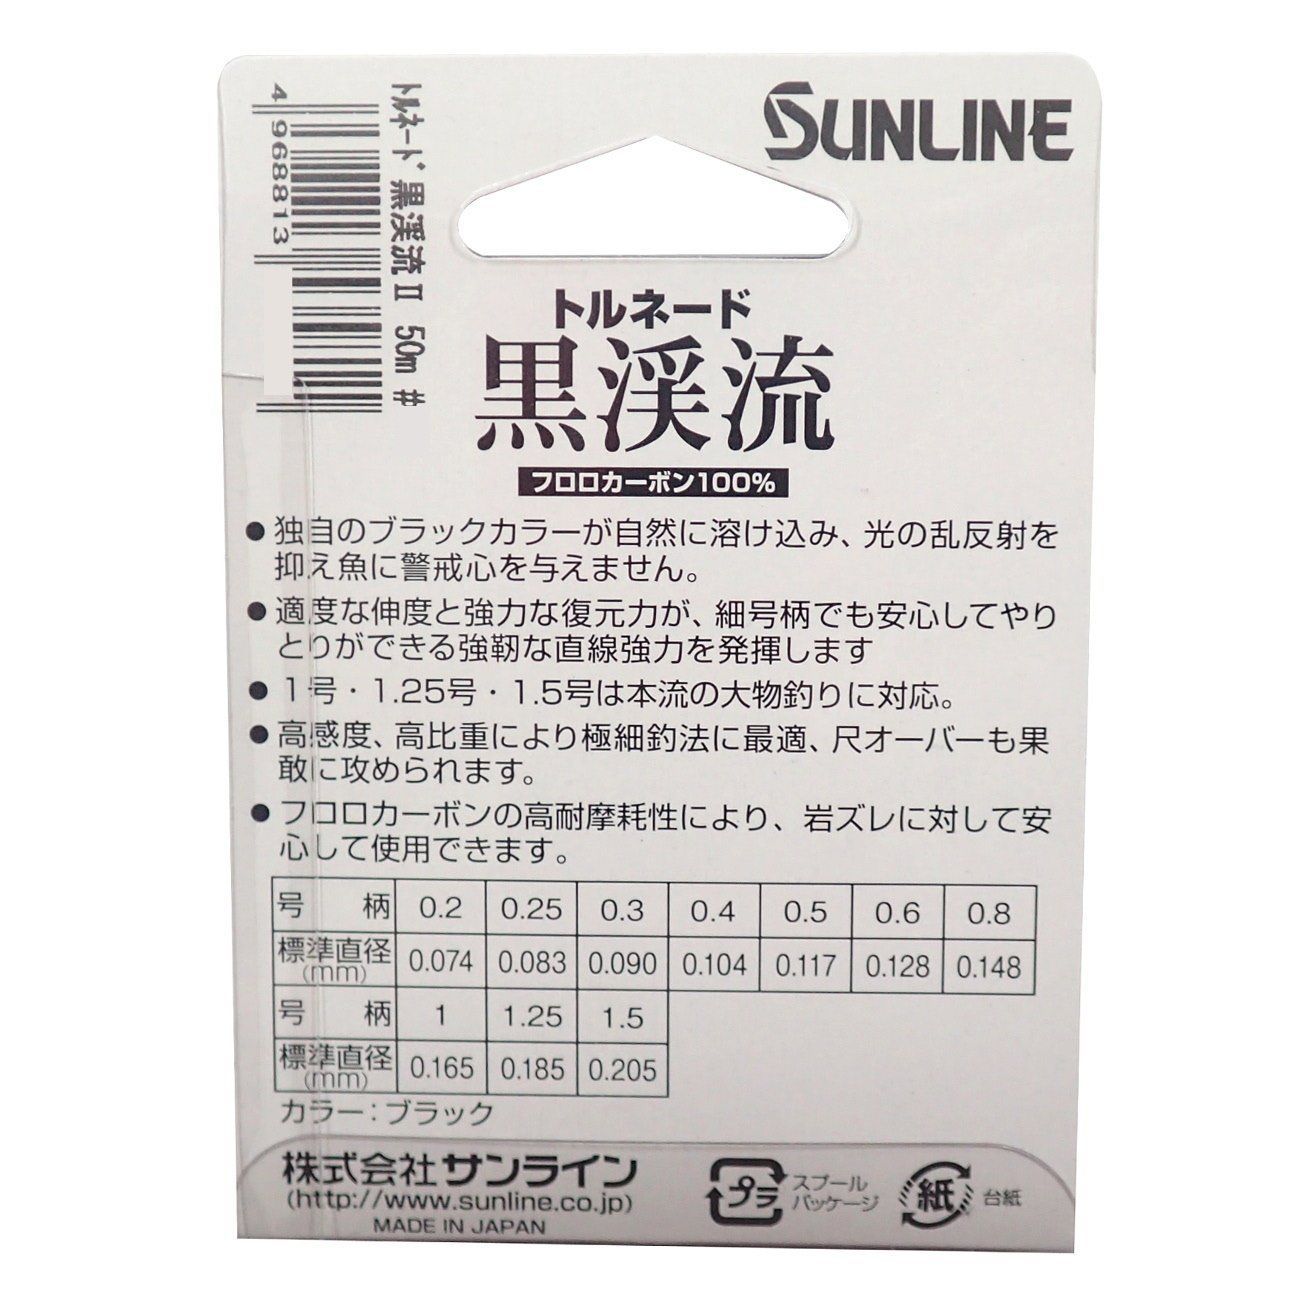 SUNLINE
トルネード 黒渓流Ⅱ 50m #
4 968813
トルネード
黒渓流
フロロカーボン100%
●独自のブラックカラーが自然に溶け込み、光の乱反射を
抑え魚に警戒心を与えません。
●適度な伸度と強力な復元力が、細号柄でも安心してやり
とりができる強靭な直線強力を発揮します
●1号・1.25号・1.5号は本流の大物釣りに対応。
●高感度、高比重により極細釣法に最適、尺オーバーも果
敢に攻められます。
●フロロカーボンの高耐摩耗性により、岩ズレに対して安
心して使用できます。
号 柄 0.2 0.25 0.3 0.4 0.5 0.6 0.8
標準直径(mm) 0.074 0.083 0.090 0.104 0.117 0.128 0.148
号 柄 1 1.25 1.5
標準直径(mm) 0.165 0.185 0.205
カラー：ブラック
株式会社サンライン
(http://www.sunline.co.jp)
MADE IN JAPAN
プラ
スプール
パッケージ
紙
台紙